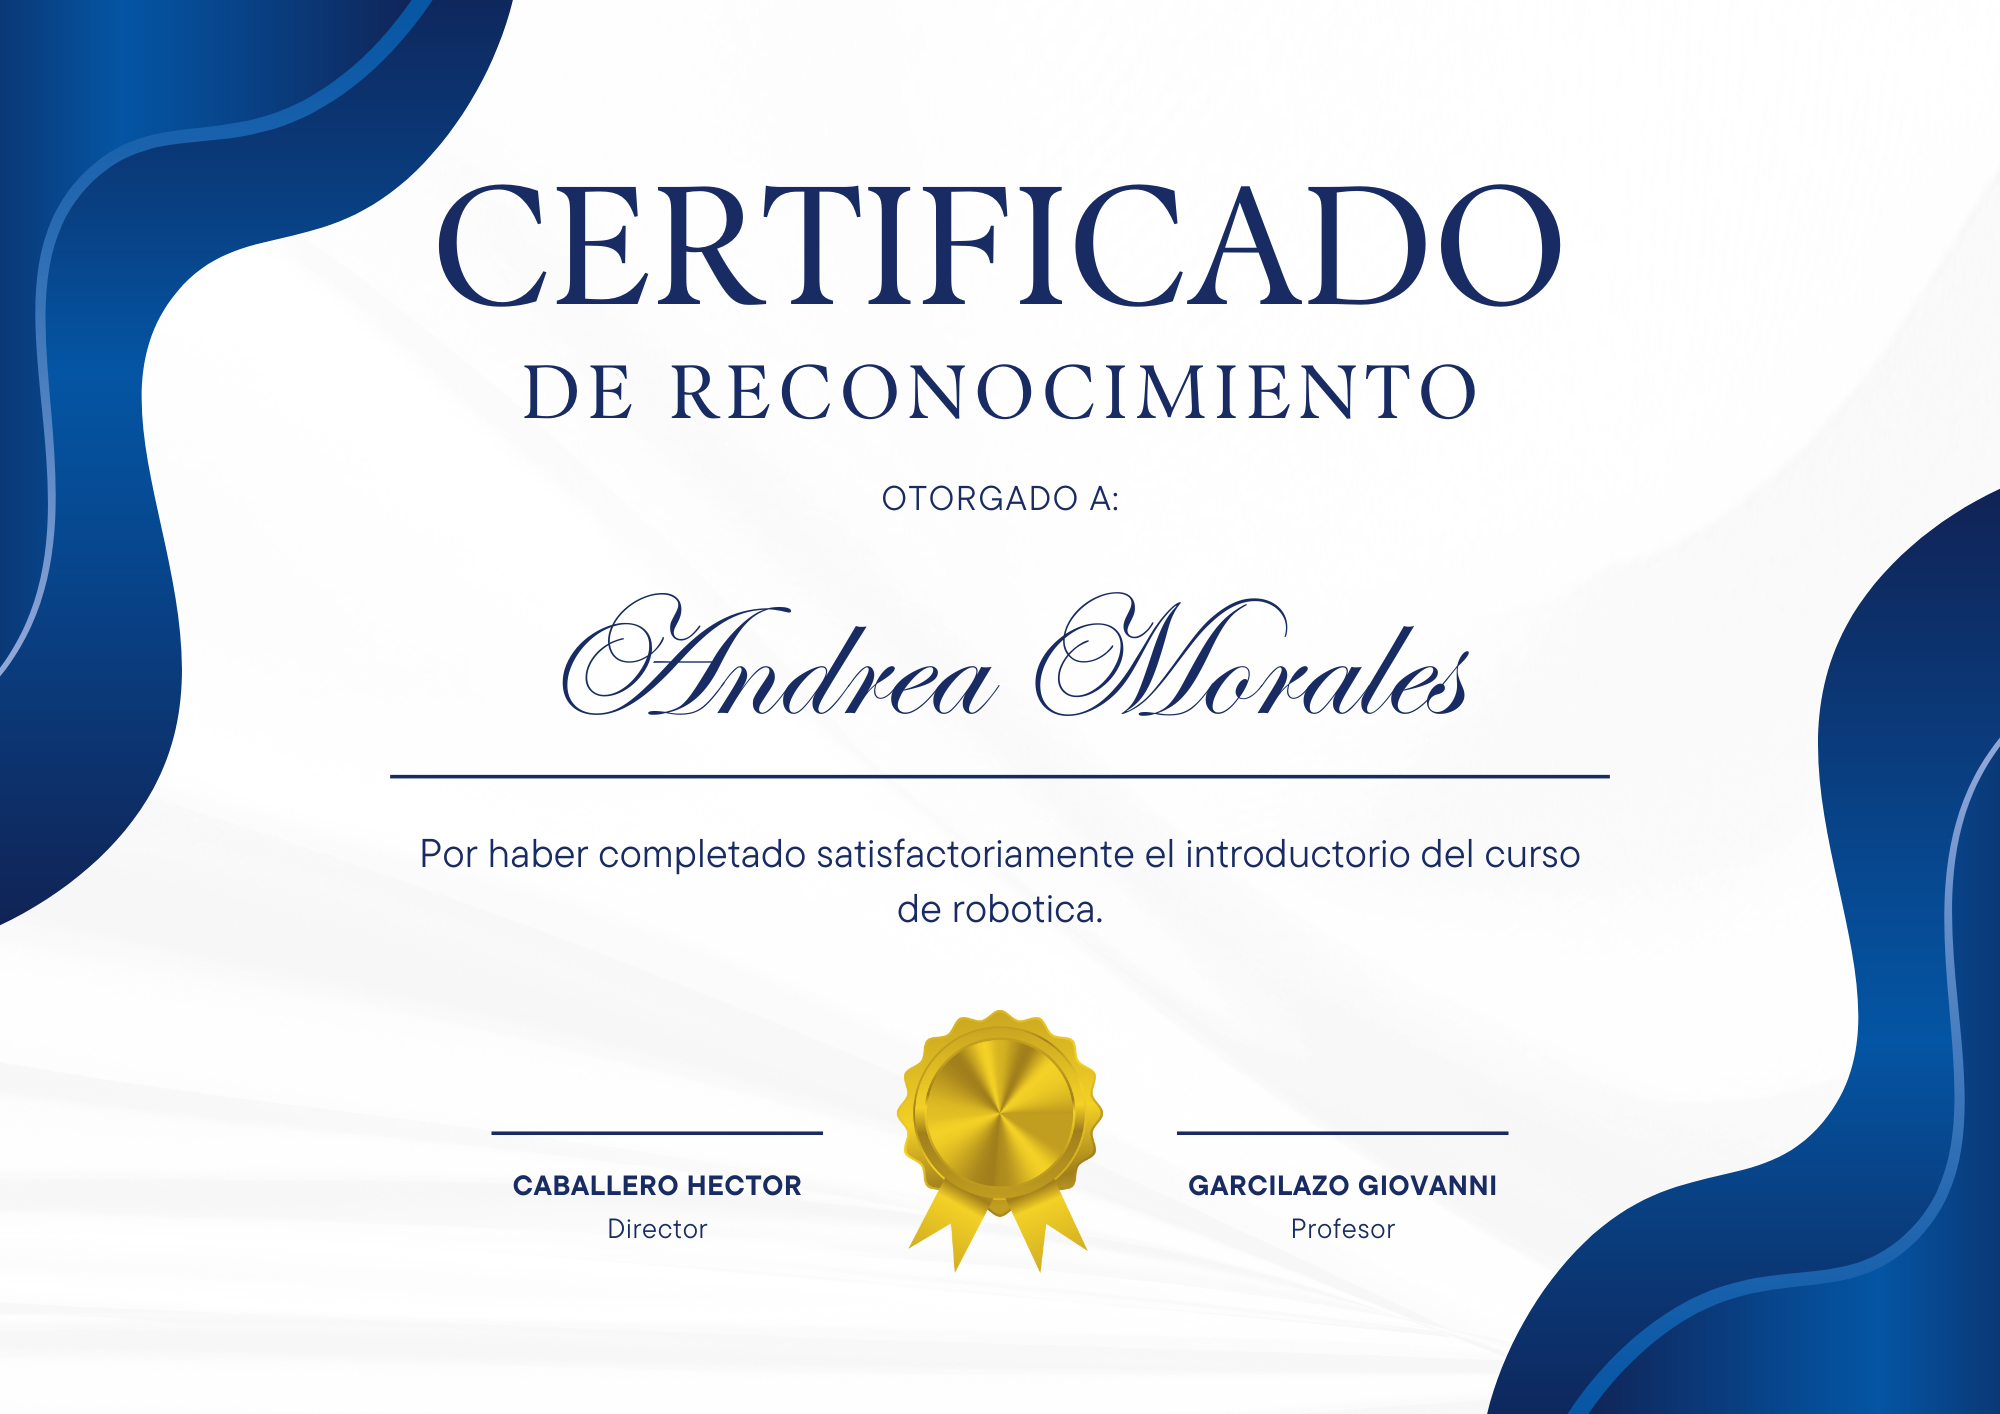 CERTIFICADO
DE RECONOCIMIENTO
OTORGADO A:
Andrea Morales
Por haber completado satisfactoriamente el introductorio del curso
de robotica.
CABALLERO HECTOR
Director
GARCILAZO GIOVANNI
Profesor